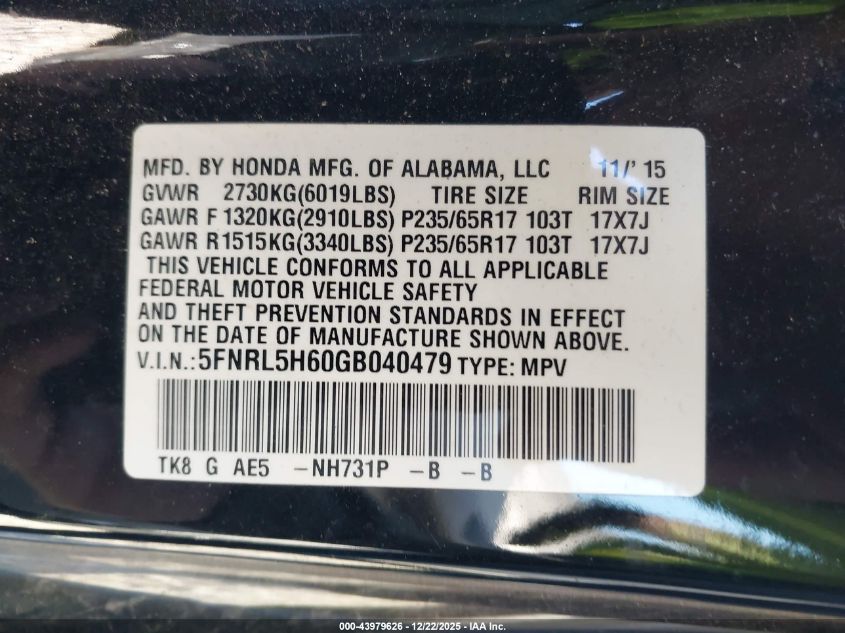 MFD. BY HONDA MFG. OF ALABAMA, LLC 11/' 15
GVWR 2730KG(6019LBS) TIRE SIZE RIM SIZE
GAWR F 1320KG(2910LBS) P235/65R17 103T 17X7J
GAWR R 1515KG(3340LBS) P235/65R17 103T 17X7J
THIS VEHICLE CONFORMS TO ALL APPLICABLE
FEDERAL MOTOR VEHICLE SAFETY
AND THEFT PREVENTION STANDARDS IN EFFECT
ON THE DATE OF MANUFACTURE SHOWN ABOVE.
V.I.N.: 5FNRL5H60GB040479 TYPE: MPV
TK8 G AE5 -NH731P -B -B
000-43979626 - 12/22/2025 - IAA Inc.